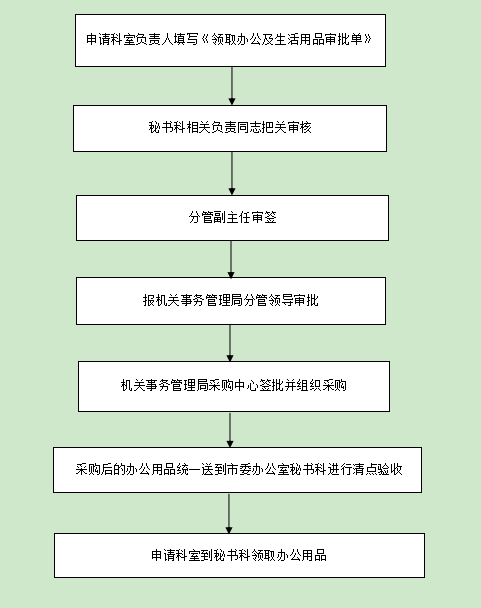 申请科室负责人填写《领取办公及生活用品审批单》
秘书科相关负责同志把关审核
分管副主任审签
报机关事务管理局分管领导审批
机关事务管理局采购中心签批并组织采购
采购后的办公用品统一送到市委办公室秘书科进行清点验收
申请科室到秘书科领取办公用品